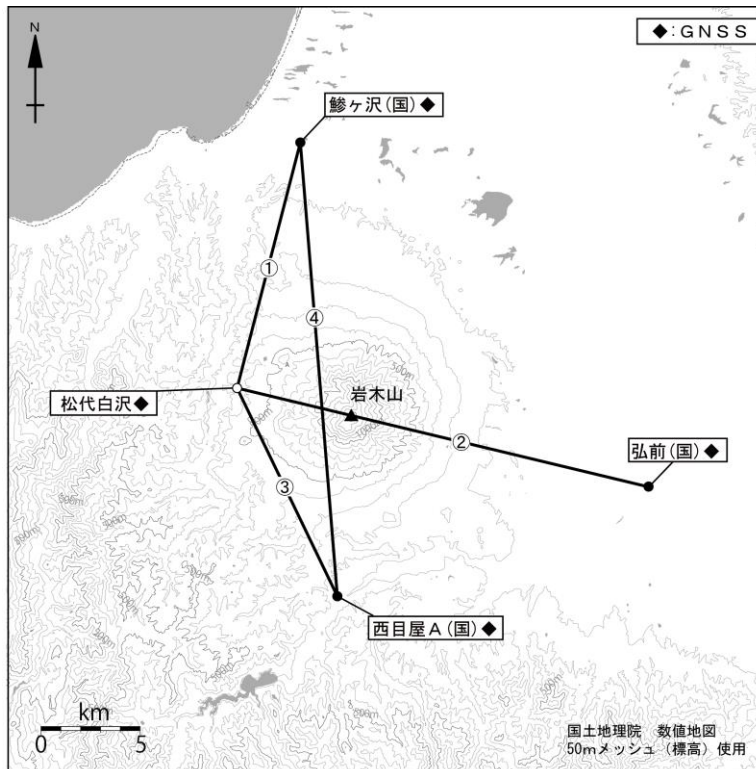 N
◆:GNSS
鰺ヶ沢(国)◆
①
④
岩木山
500m
松代白沢◆
②
弘前(国)◆
③
西目屋A(国)◆
km
0 5
国土地理院 数値地図
50mメッシュ(標高)使用